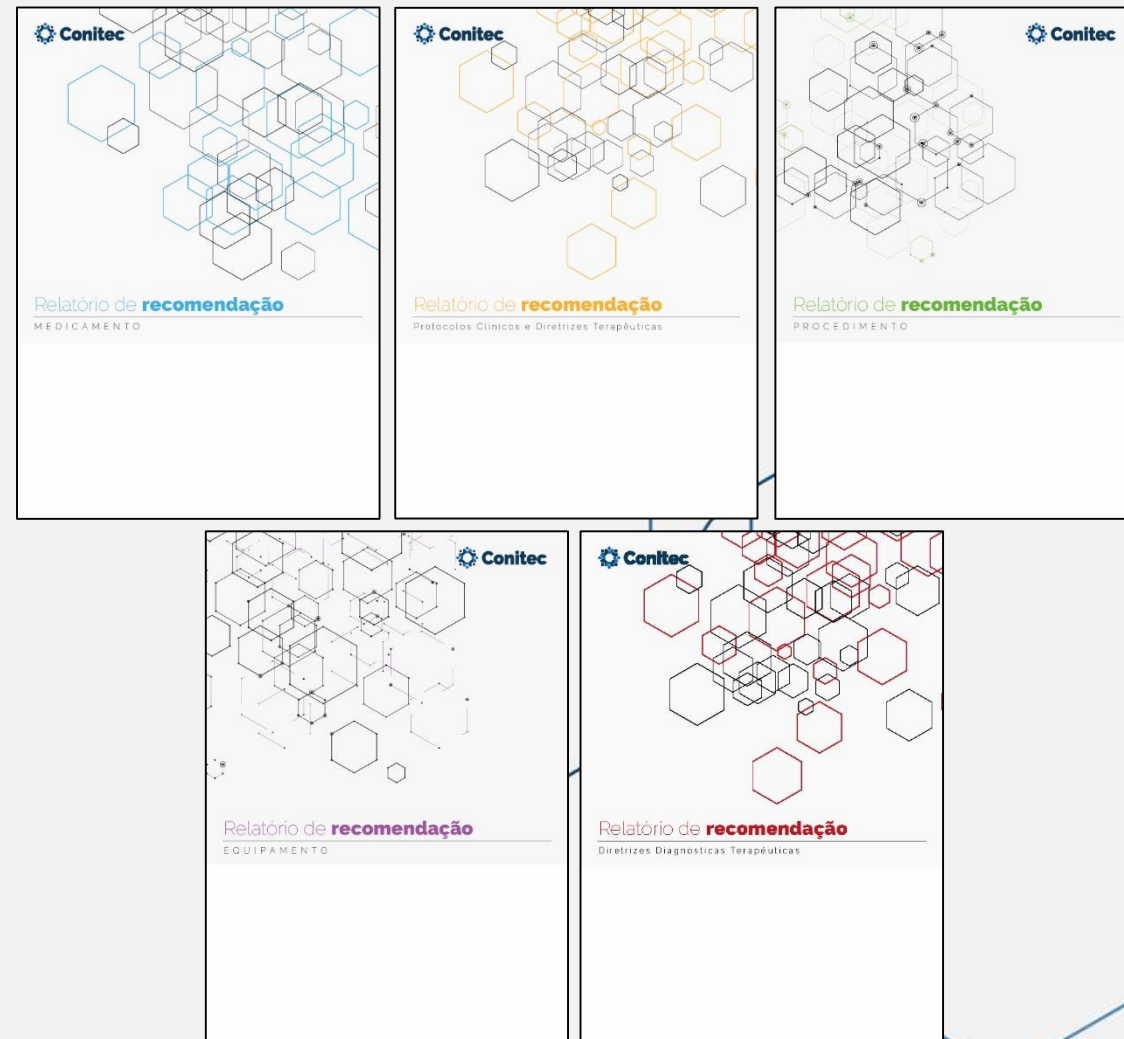 Conitec
Relatório de recomendação
MEDICAMENTO
Conitec
Relatório de recomendação
Protocolos Clínicos e Diretrizes Terapêuticas
Conitec
Relatório de recomendação
PROCEDIMENTO
Conitec
Relatório de recomendação
EQUIPAMENTO
Conitec
Relatório de recomendação
Diretrizes Diagnósticas Terapêuticas